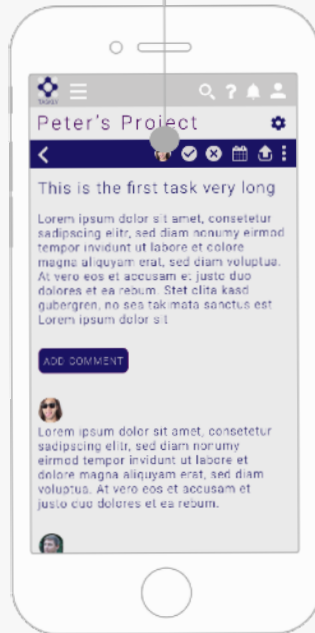 TASKS
Peter's Project
This is the first task very long
Lorem ipsum dolor sit amet, consetetur
sadipscing elitr, sed diam nonumy eirmod
tempor invidunt ut labore et dolore
magna aliquyam erat, sed diam voluptua.
At vero eos et accusam et justo duo
dolores et ea rebum. Stet clita kasd
gubergren, no sea takimata sanctus est
Lorem ipsum dolor sit
ADD COMMENT
Lorem ipsum dolor sit amet, consetetur
sadipscing elitr, sed diam nonumy
eirmod tempor invidunt ut labore et
dolore magna aliquyam erat, sed diam
voluptua. At vero eos et accusam et
justo duo dolores et ea rebum.